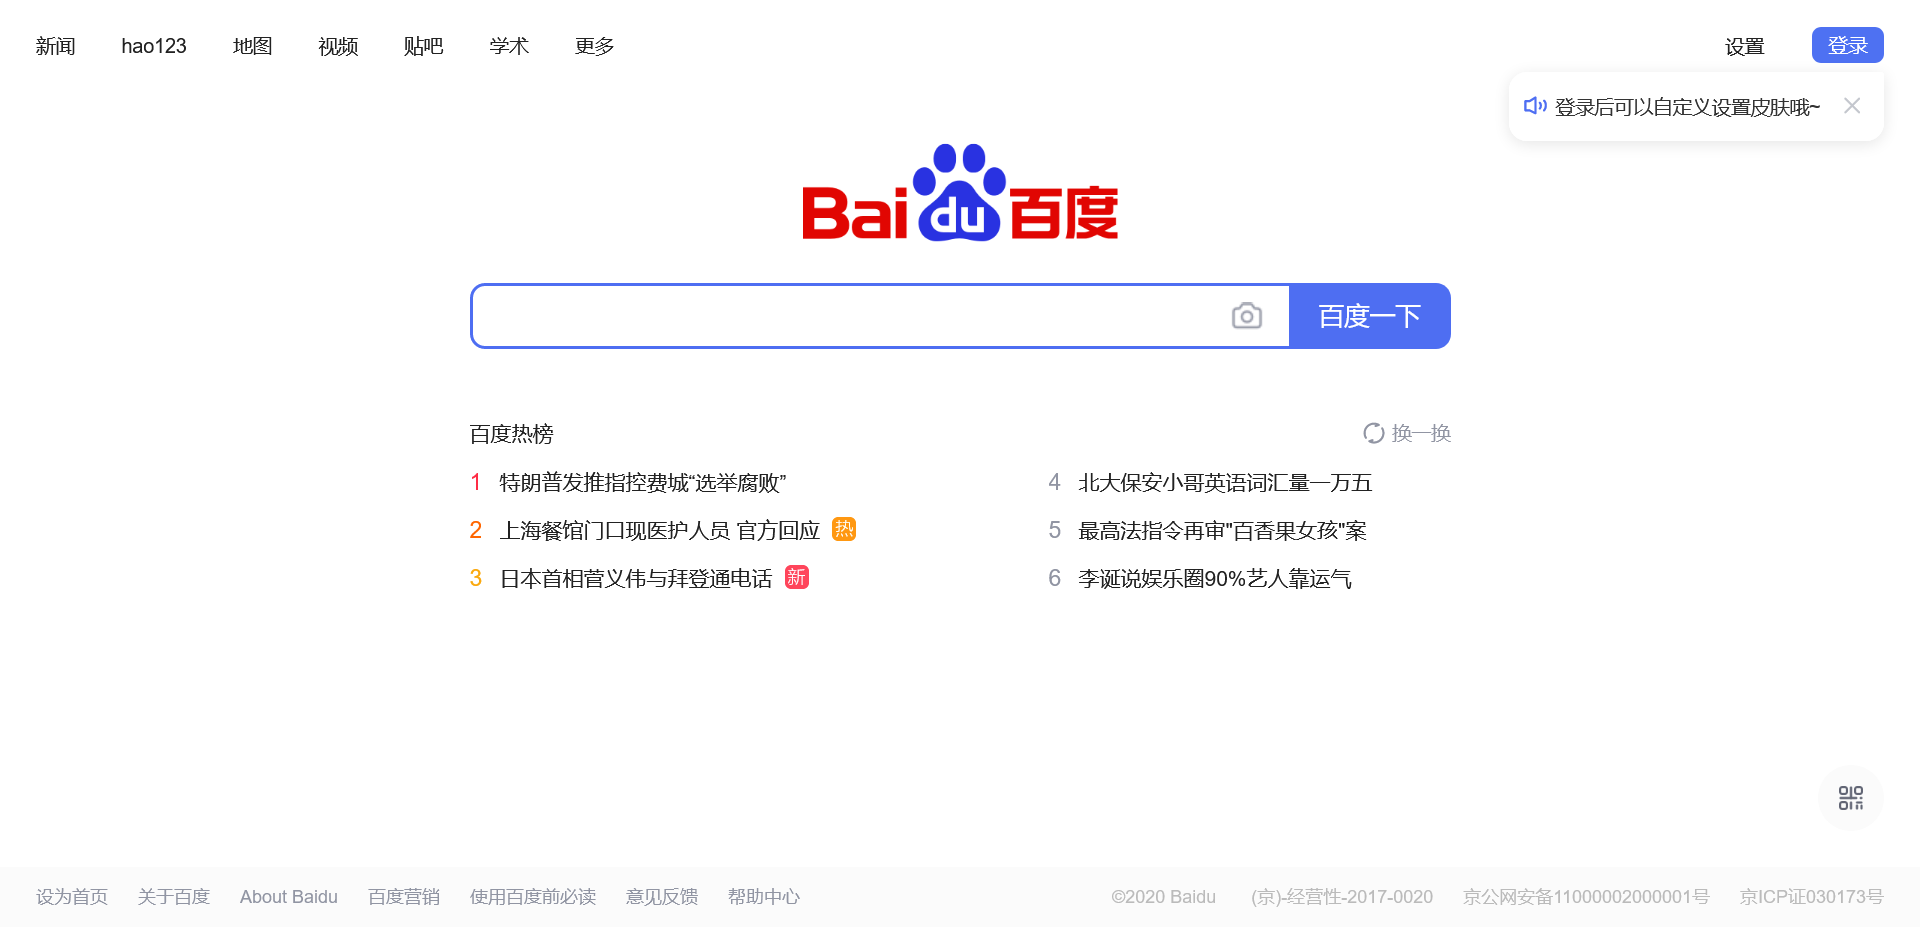 新闻 hao123 地图 视频 贴吧 学术 更多 设置 登录
登录后可以自定义设置皮肤哦~
Bai du 百度
百度一下
百度热榜 换一换
1 特朗普发推指控费城“选举腐败”
4 北大保安小哥英语词汇量一万五
2 上海餐馆门口现医护人员 官方回应 热
5 最高法指令再审"百香果女孩"案
3 日本首相菅义伟与拜登通电话 新
6 李诞说娱乐圈90%艺人靠运气
设为首页 关于百度 About Baidu 百度营销 使用百度前必读 意见反馈 帮助中心 ©2020 Baidu (京)-经营性-2017-0020 京公网安备11000002000001号 京ICP证030173号